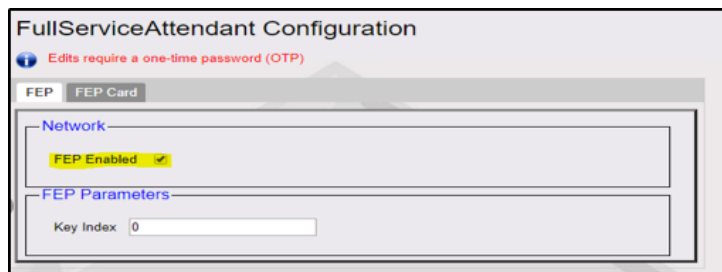 FullServiceAttendant Configuration
Edits require a one-time password (OTP)
FEP FEP Card
Network
FEP Enabled
FEP Parameters
Key Index 0